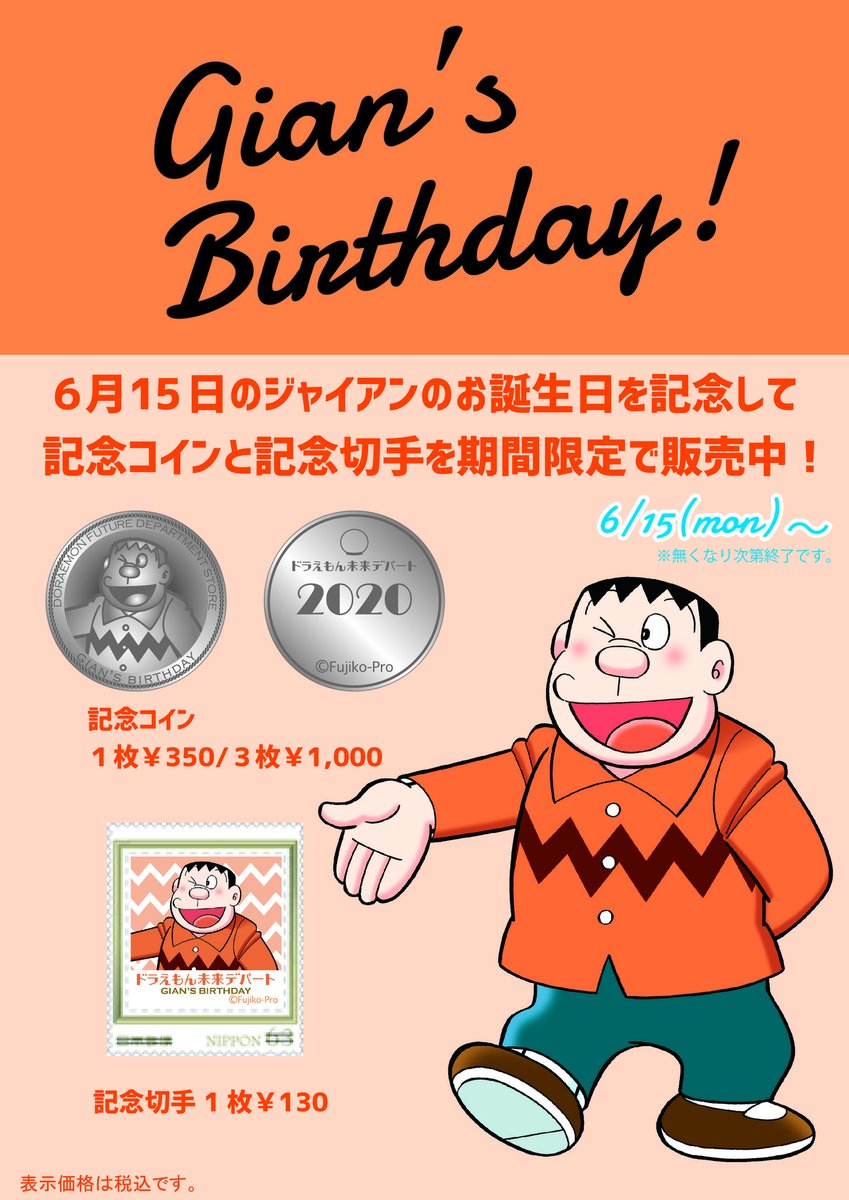 Gian's
Birthday!
6月15日のジャイアンのお誕生日を記念して
記念コインと記念切手を期間限定で販売中！
6/15(mon)～
※無くなり次第終了です。
DORAEMON FUTURE DEPARTMENT STORE
GIAN'S BIRTHDAY
ドラえもん未来デパート
2020
©Fujiko-Pro
記念コイン
1枚￥350/3枚￥1,000
ドラえもん未来デパート
GIAN'S BIRTHDAY
©Fujiko-Pro
NIPPON 63
記念切手1枚￥130
表示価格は税込です。